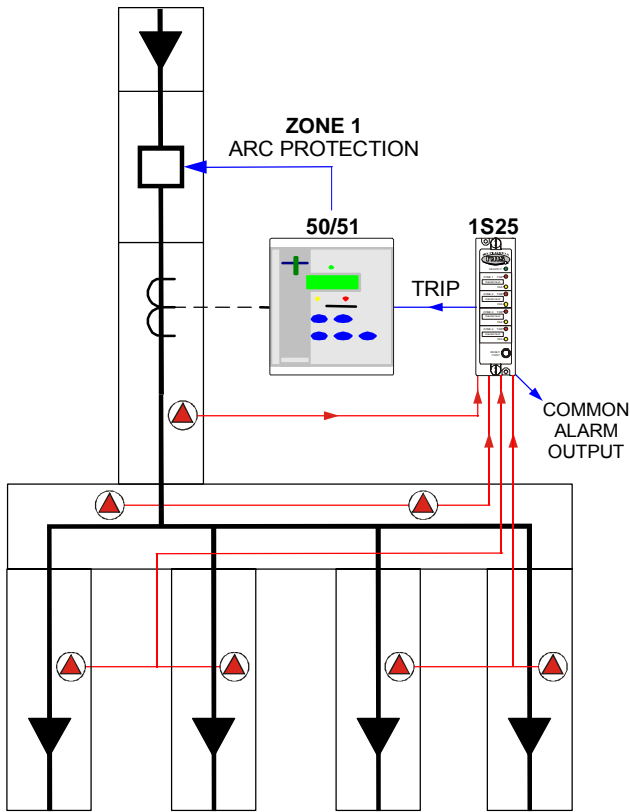 ZONE 1
ARC PROTECTION
50/51
1S25
TRIP
COMMON
ALARM
OUTPUT